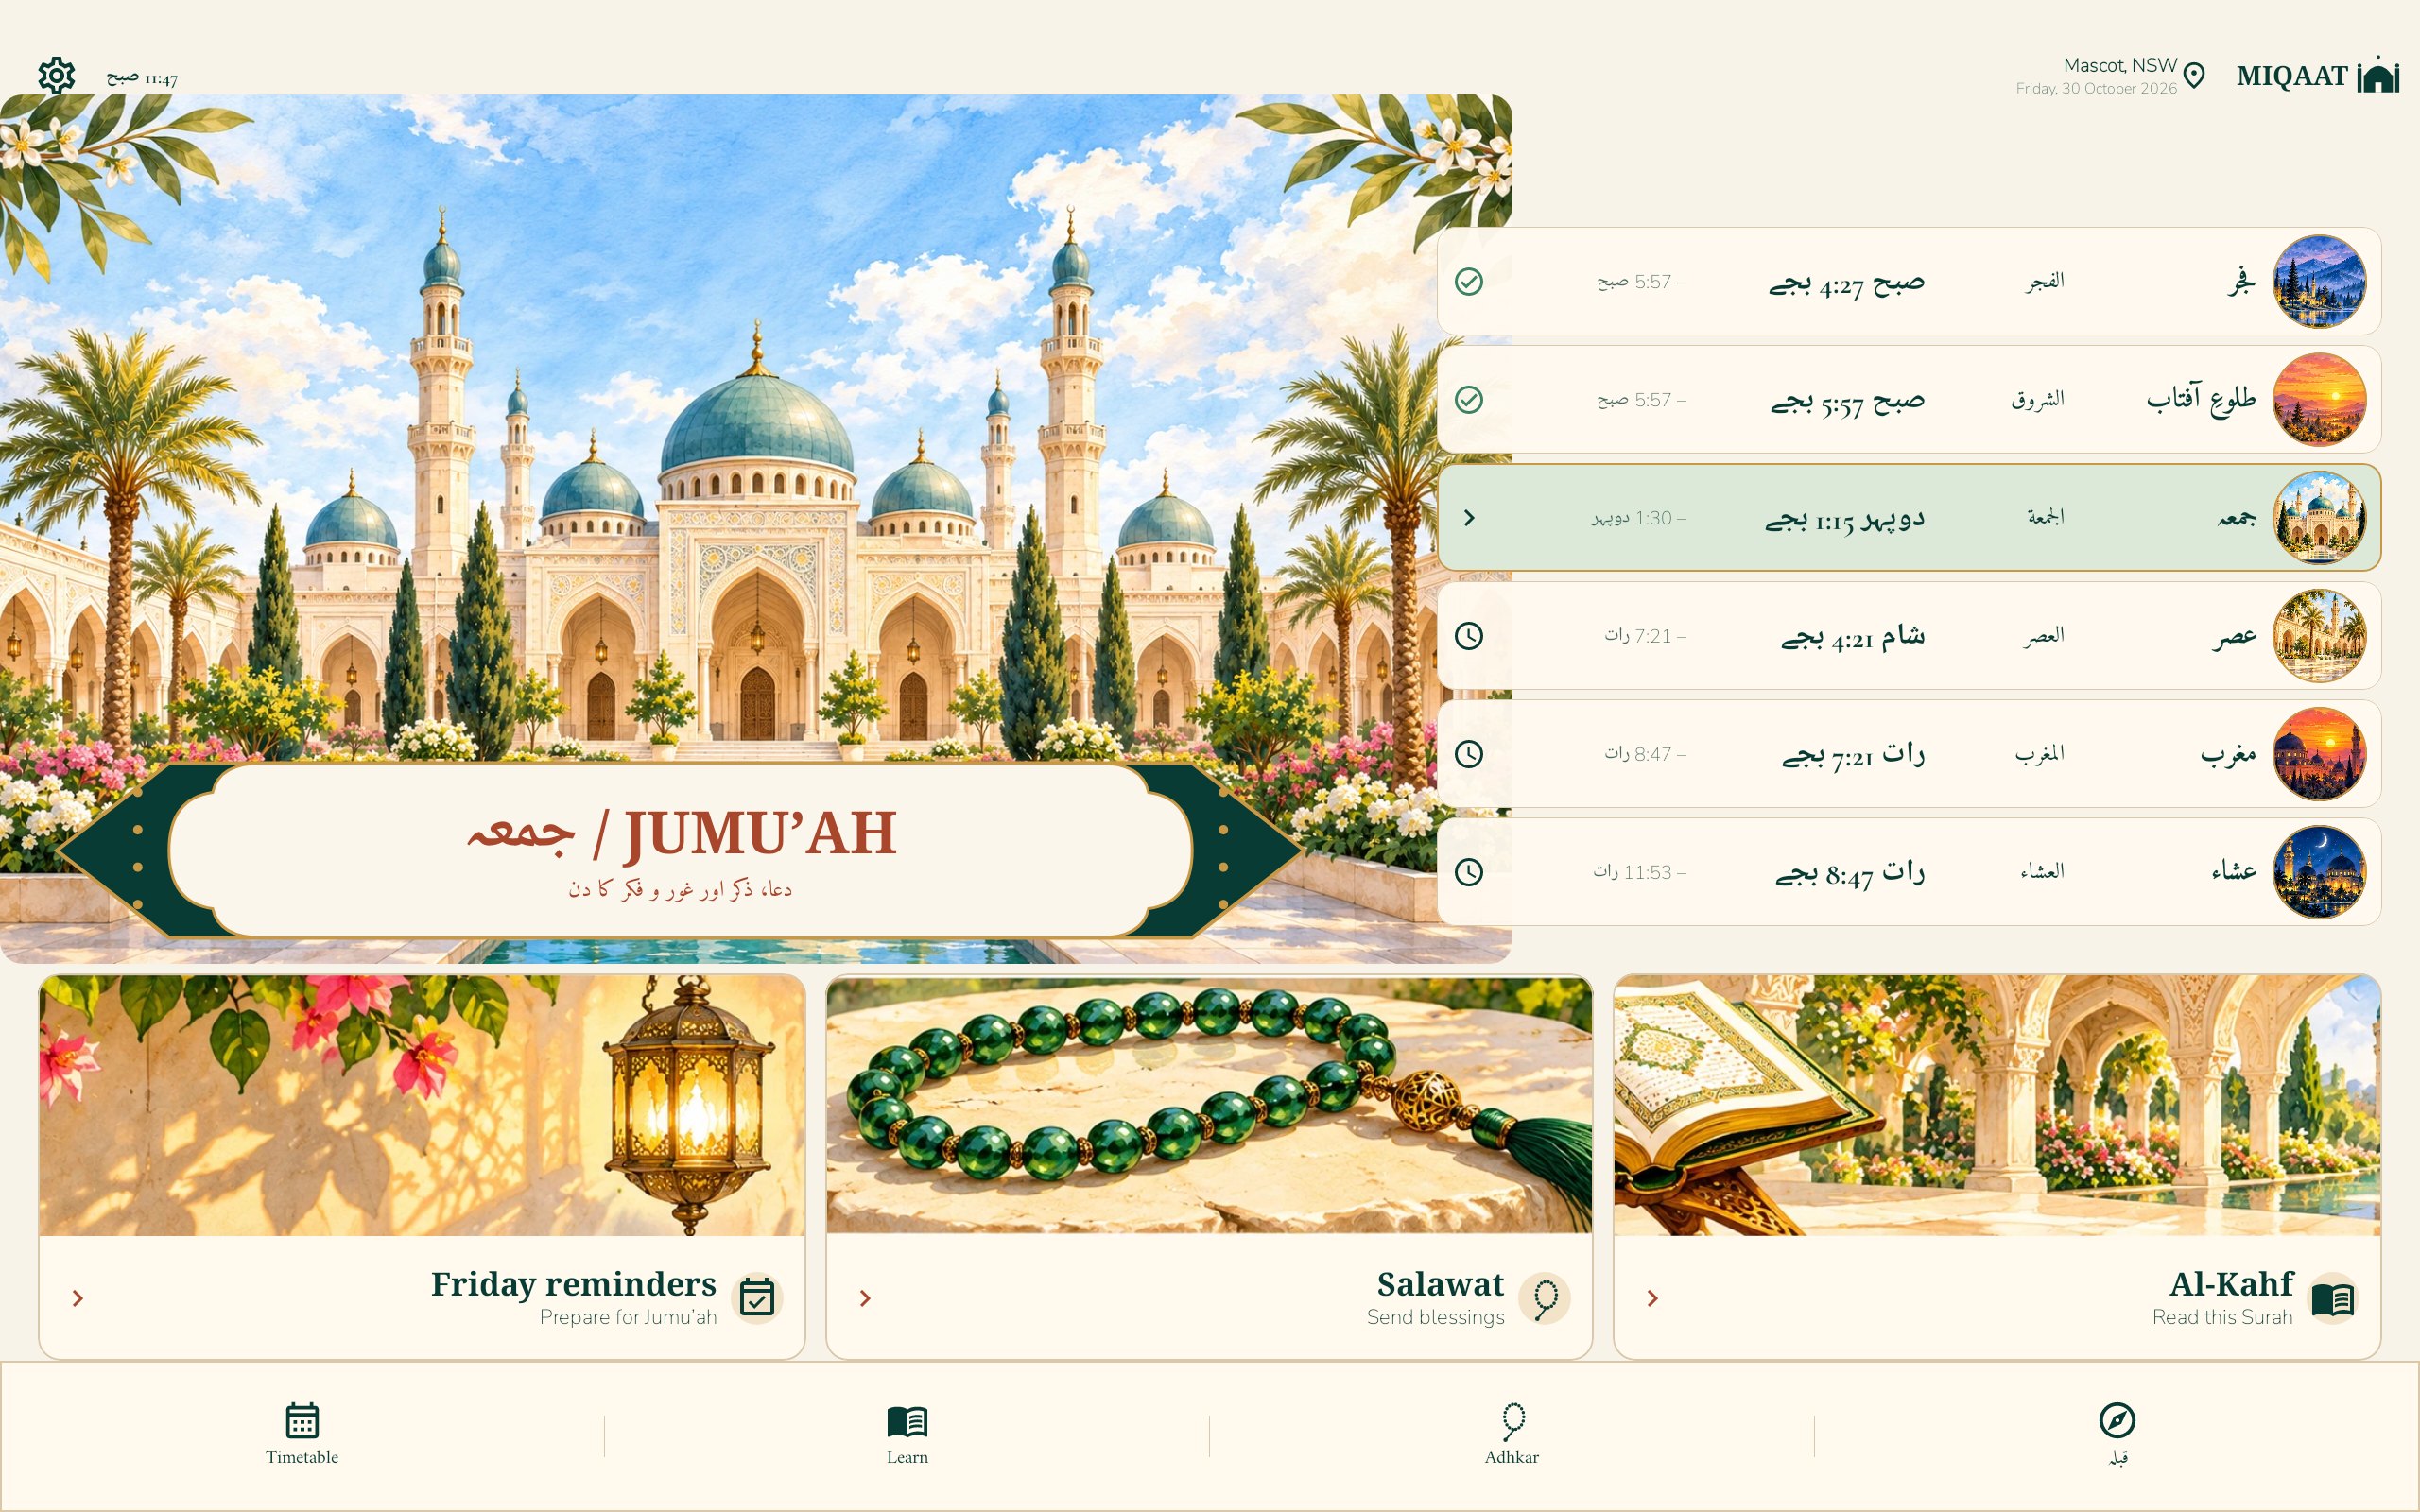 MIQAAT
Mascot, NSW
Friday, 30 October 2026
11:47 صبح
فجر
الفجر
صبح 4:27 بجے
– 5:57 صبح
طلوعِ آفتاب
الشروق
صبح 5:57 بجے
– 5:57 صبح
جمعہ
الجمعة
دوپہر 1:15 بجے
– 1:30 دوپہر
عصر
العصر
شام 4:21 بجے
– 7:21 رات
مغرب
المغرب
رات 7:21 بجے
– 8:47 رات
عشاء
العشاء
رات 8:47 بجے
– 11:53 رات
جمعہ / JUMU’AH
دعا، ذکر اور غور و فکر کا دن
Al-Kahf
Read this Surah
Salawat
Send blessings
Friday reminders
Prepare for Jumu’ah
قبلہ
Adhkar
Learn
Timetable